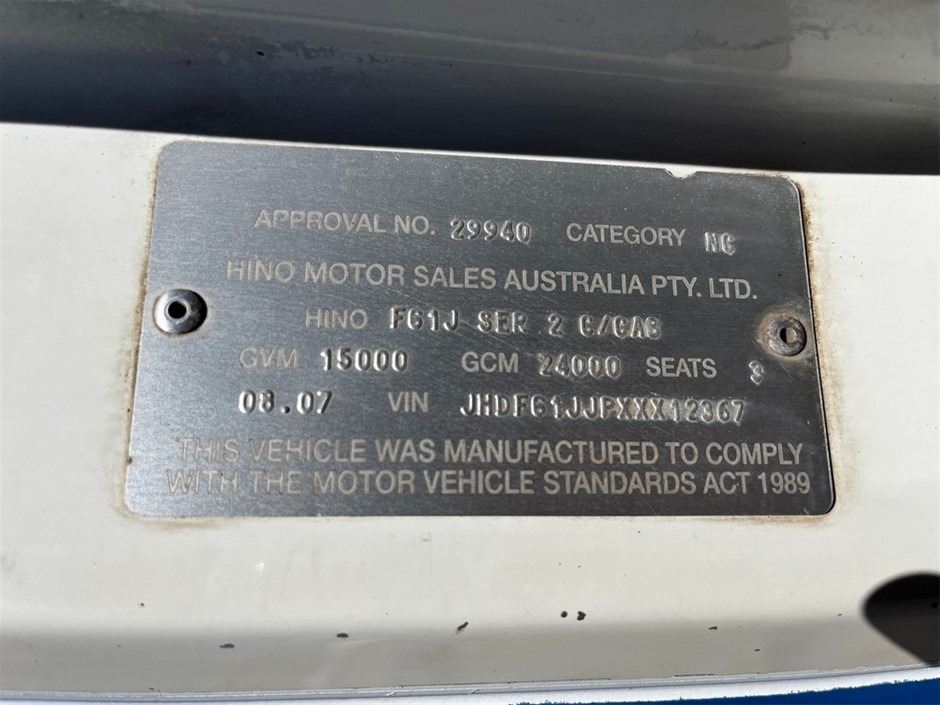 APPROVAL NO. 29940 CATEGORY NC
HINO MOTOR SALES AUSTRALIA PTY. LTD.
HINO FG1J SER 2 C/CAB
GVM 15000 GCM 24000 SEATS 3
08.07 VIN JHDFG1JJPXXX12367
THIS VEHICLE WAS MANUFACTURED TO COMPLY
WITH THE MOTOR VEHICLE STANDARDS ACT 1989